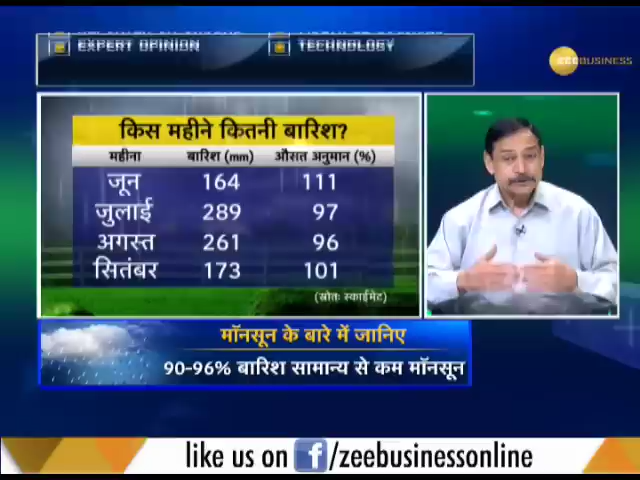 EXPERT OPINION
TECHNOLOGY
ZEEBUSINESS
किस महीने कितनी बारिश?
महीना बारिश (mm) औसत अनुमान (%)
जून 164 111
जुलाई 289 97
अगस्त 261 96
सितंबर 173 101
(स्रोतः स्काईमेट)
मॉनसून के बारे में जानिए
90-96% बारिश सामान्य से कम मॉनसून
like us on f/zeebusinessonline